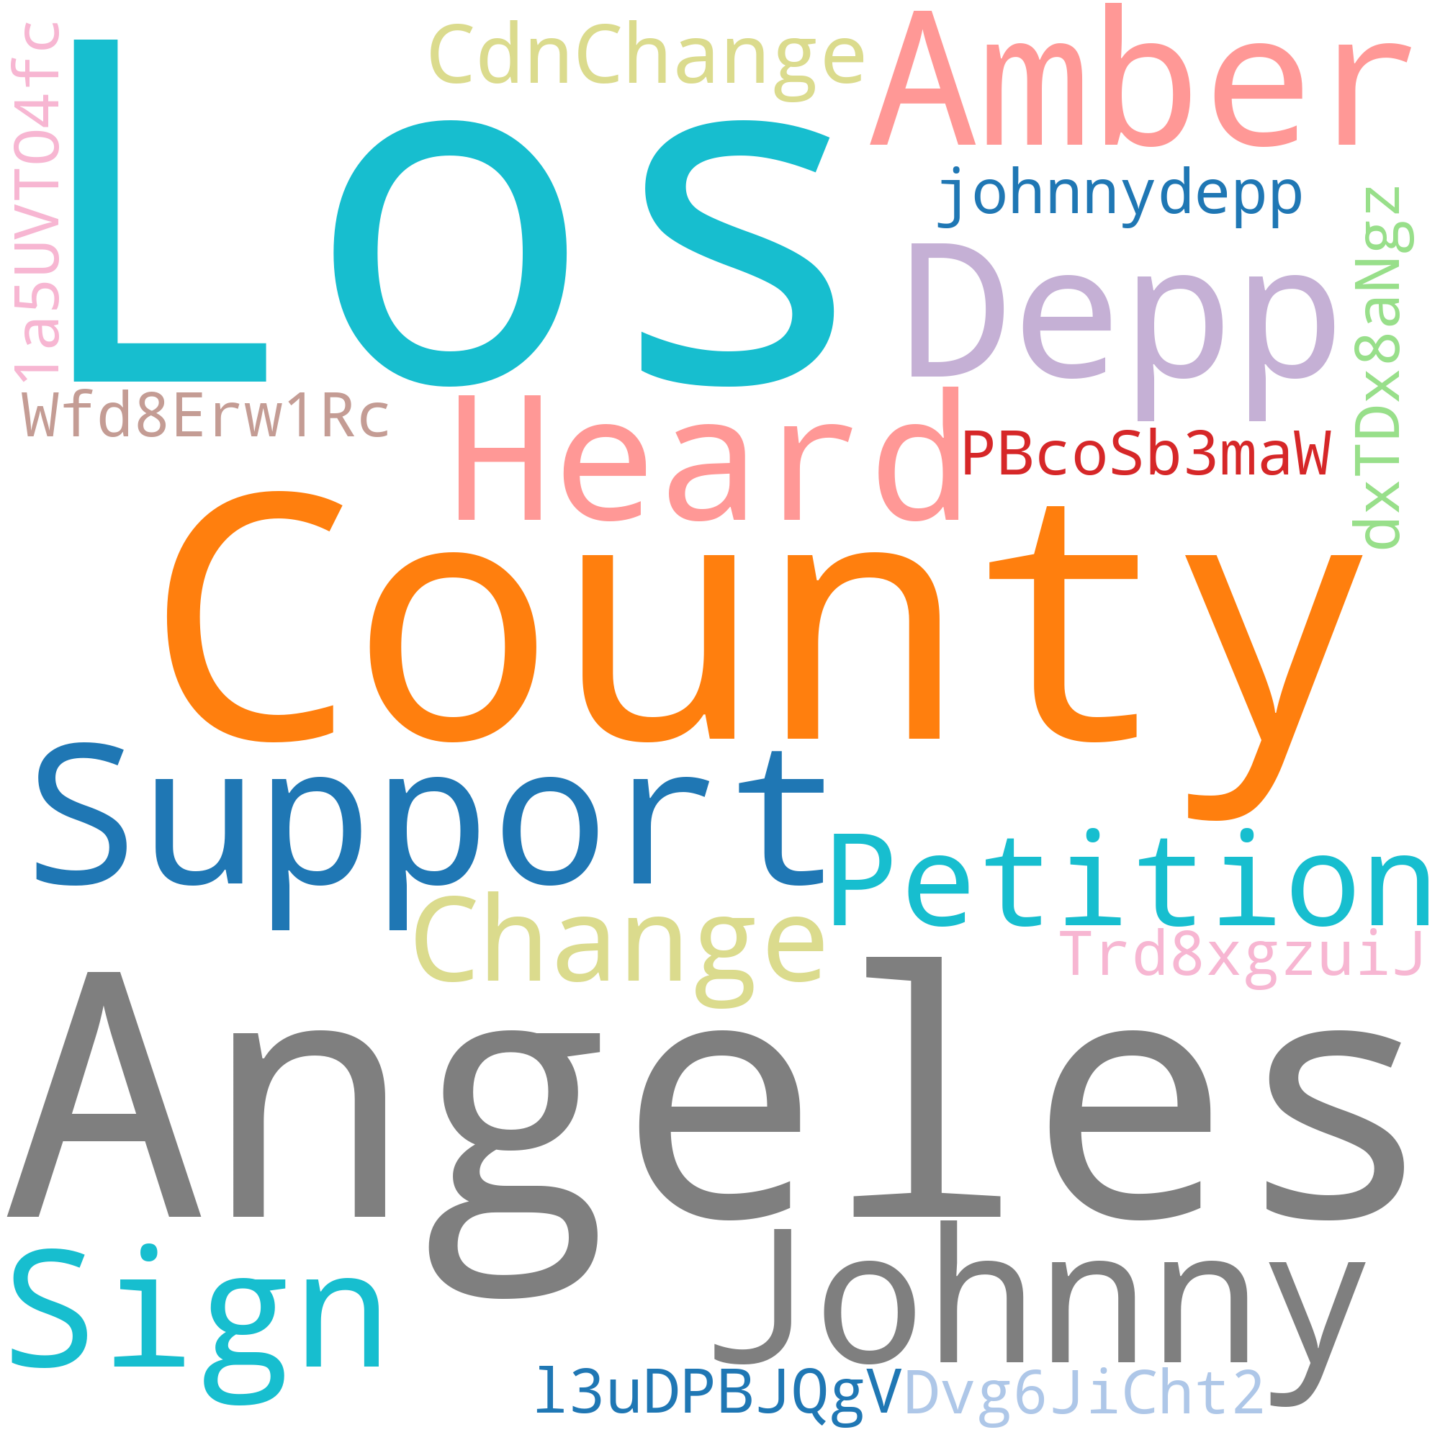 CdnChange
Amber
1a5UVTO4fc
Los
johnnydepp
Depp
dxTDx8aNgz
Wfd8Erw1Rc
Heard
PBcoSb3maW
County
Support
Petition
Change
Trd8xgzuiJ
Angeles
Sign
Johnny
l3uDPBJQgV
Dvg6JiCht2